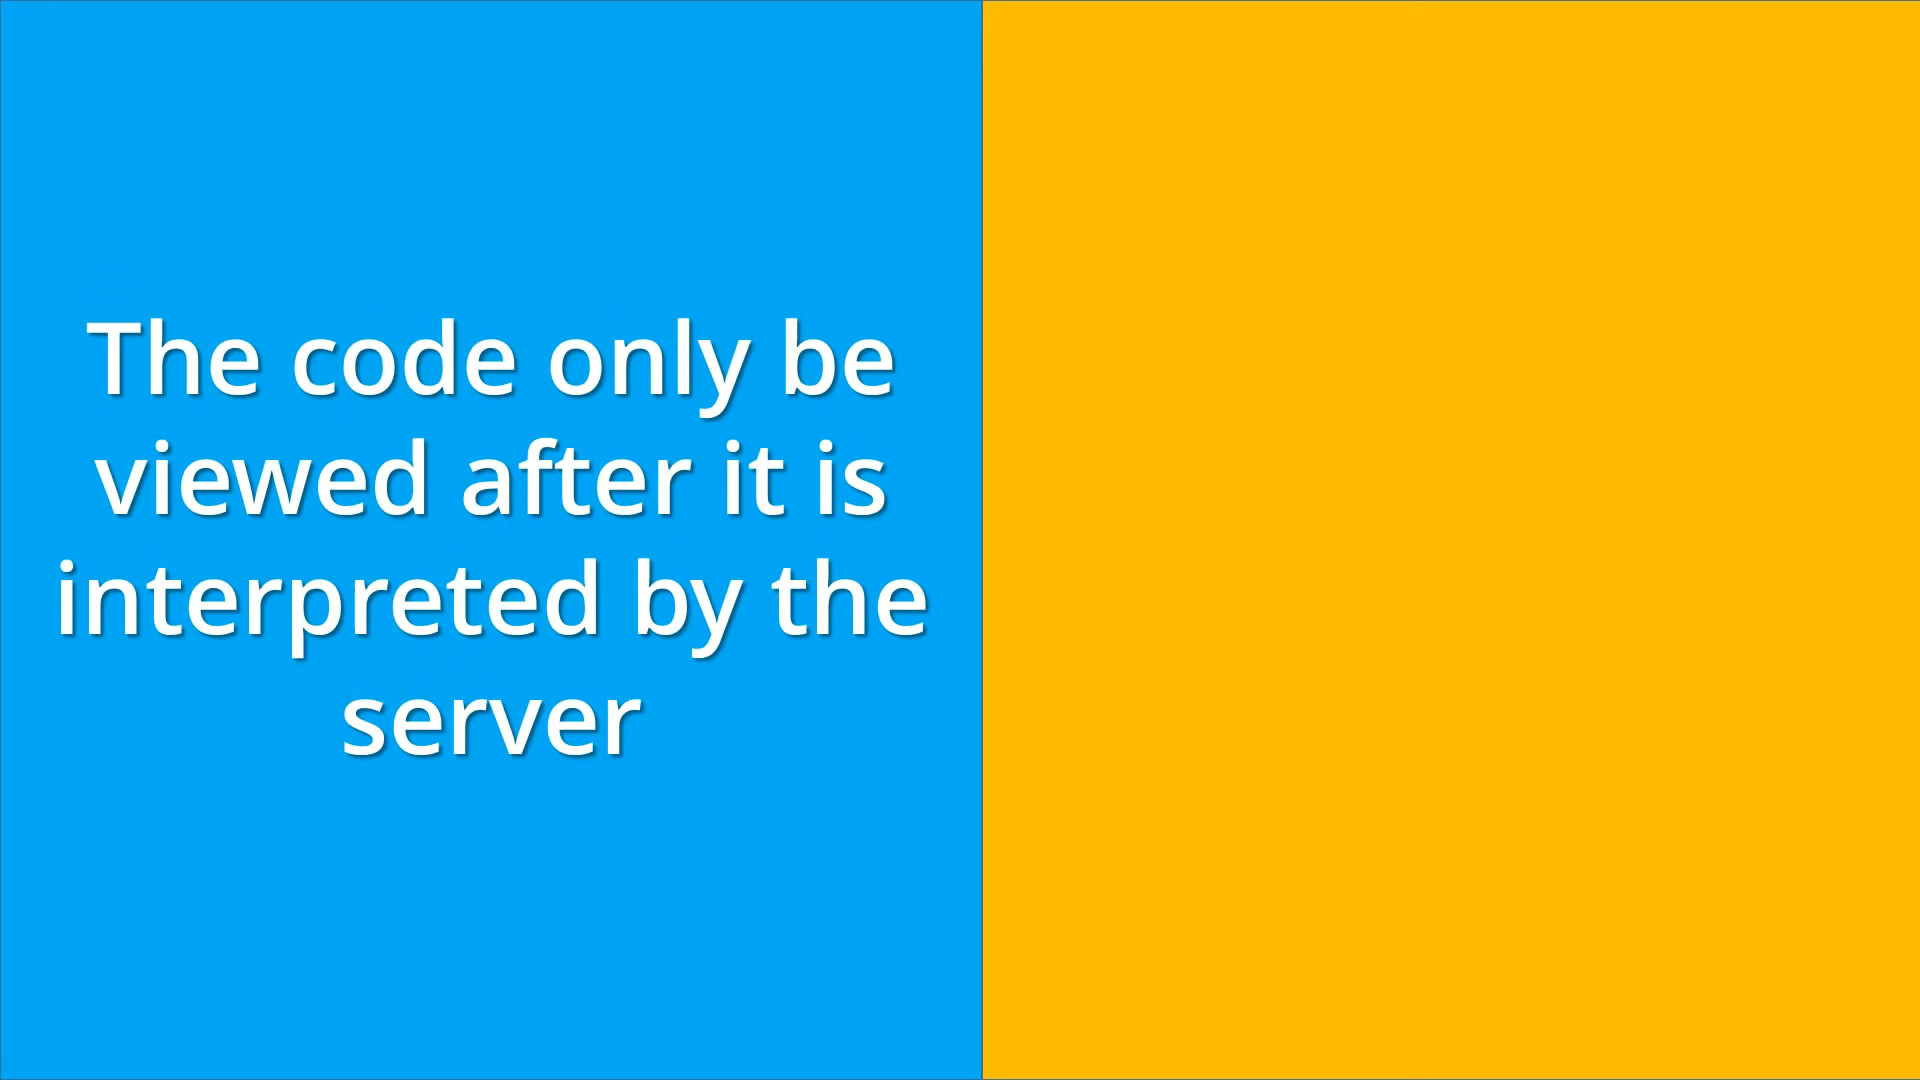 The code only be
viewed after it is
interpreted by the
server